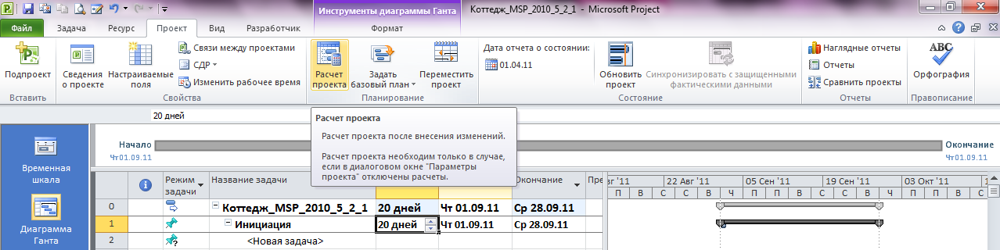 Инструменты диаграммы Ганта
Коттедж_MSP_2010_5_2_1 - Microsoft Project
Файл Задача Ресурс Проект Вид Разработчик Формат
Подпроект
Вставить
Сведения о проекте
Настраиваемые поля
Связи между проектами
СДР
Изменить рабочее время
Свойства
Расчет проекта
Задать базовый план
Переместить проект
Планирование
Дата отчета о состоянии:
01.04.11
Обновить проект
Синхронизировать с защищенными фактическими данными
Состояние
Наглядные отчеты
Отчеты
Сравнить проекты
Отчеты
ABC
Орфография
Правописание
20 дней
Расчет проекта
Расчет проекта после внесения изменений.
Расчет проекта необходим только в случае,
если в диалоговом окне "Параметры
проекта" отключены расчеты.
Временная шкала
Начало
Чт 01.09.11
Окончание
Чт 01.09.11
Диаграмма Ганта
Режим задачи Название задачи Окончание Пре
'11 22 Авг '11 05 Сен '11 19 Сен '11 03 Окт '11
П В С Ч П С В П В С Ч П С В П В
0 Коттедж_MSP_2010_5_2_1 20 дней Чт 01.09.11 Ср 28.09.11
1 Инициация 20 дней Чт 01.09.11 Ср 28.09.11
2 <Новая задача>